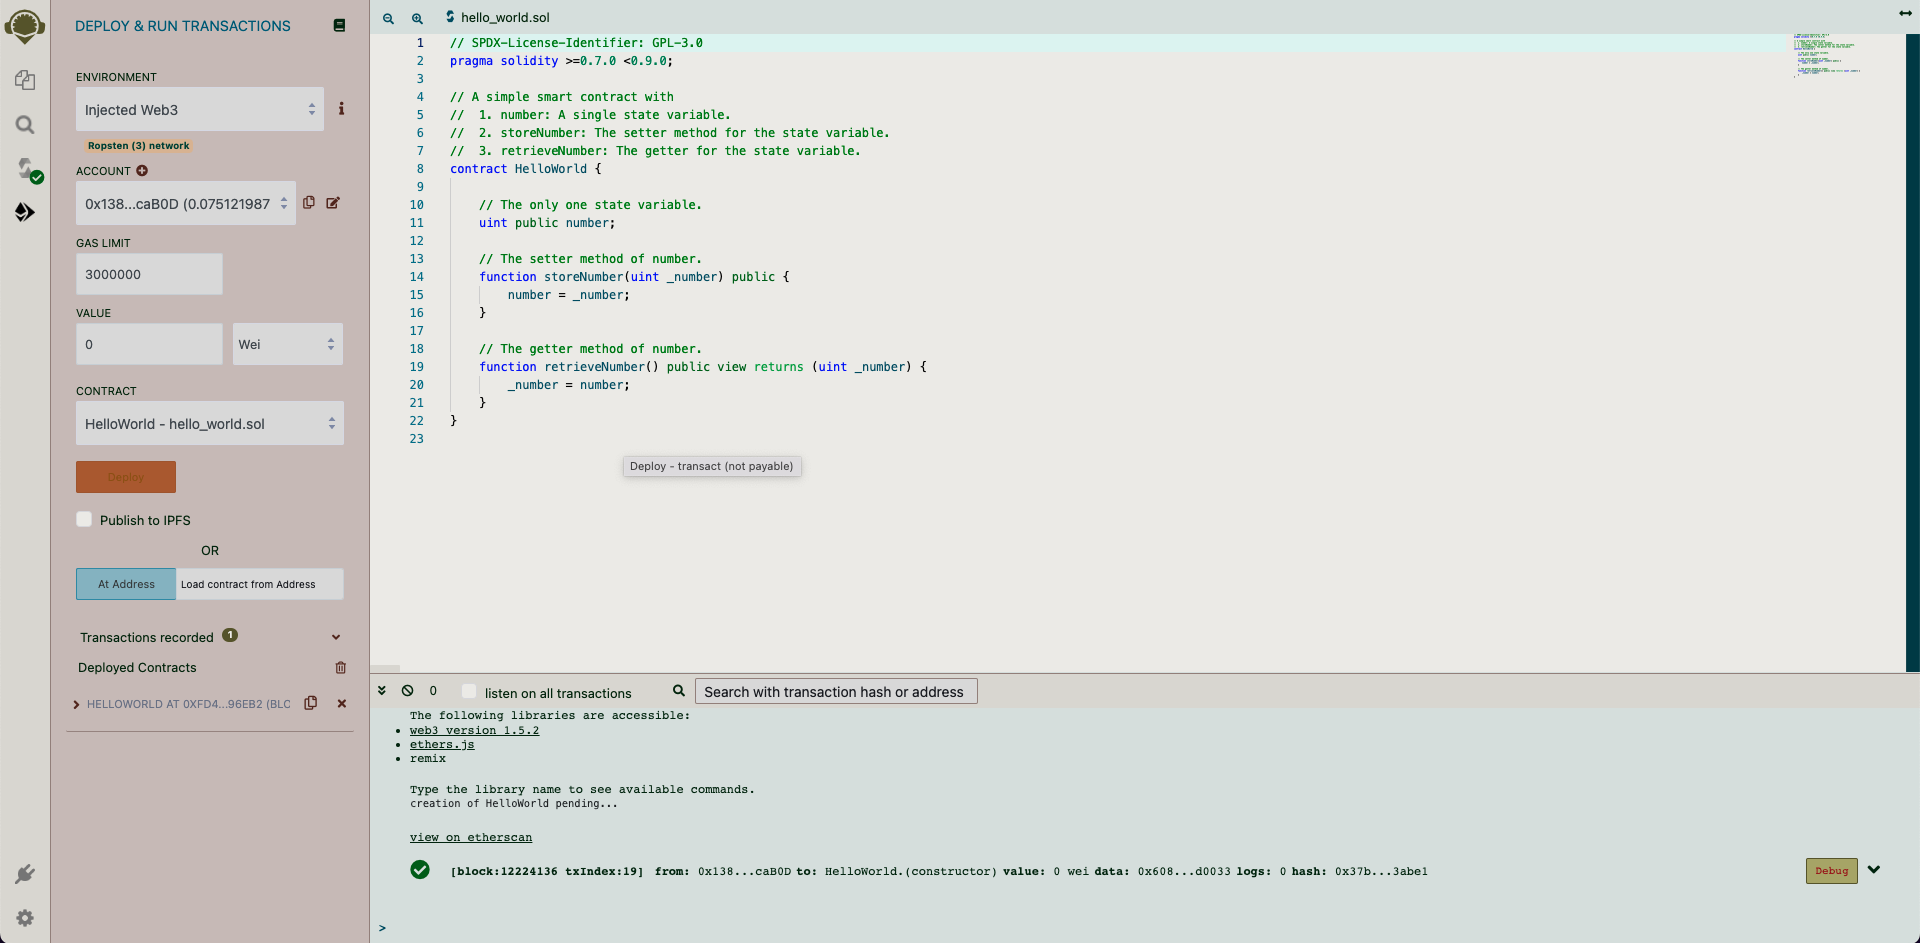 DEPLOY & RUN TRANSACTIONS
ENVIRONMENT
Injected Web3
Ropsten (3) network
ACCOUNT
0x138...caB0D (0.075121987
GAS LIMIT
3000000
VALUE
0
Wei
CONTRACT
HelloWorld - hello_world.sol
Deploy
Publish to IPFS
OR
At Address
Load contract from Address
Transactions recorded 1
Deployed Contracts
HELLOWORLD AT 0XFD4...96EB2 (BLO
hello_world.sol
1 // SPDX-License-Identifier: GPL-3.0
2 pragma solidity >=0.7.0 <0.9.0;
3
4 // A simple smart contract with
5 //  1. number: A single state variable.
6 //  2. storeNumber: The setter method for the state variable.
7 //  3. retrieveNumber: The getter for the state variable.
8 contract HelloWorld {
9
10     // The only one state variable.
11     uint public number;
12
13     // The setter method of number.
14     function storeNumber(uint _number) public {
15         number = _number;
16     }
17
18     // The getter method of number.
19     function retrieveNumber() public view returns (uint _number) {
20         _number = number;
21     }
22 }
23
Deploy - transact (not payable)
0
listen on all transactions
Search with transaction hash or address
The following libraries are accessible:
• web3 version 1.5.2
• ethers.js
• remix
Type the library name to see available commands.
creation of HelloWorld pending...
view on etherscan
[block:12224136 txIndex:19] from: 0x138...caB0D to: HelloWorld.(constructor) value: 0 wei data: 0x608...d0033 logs: 0 hash: 0x37b...3abe1
Debug
>